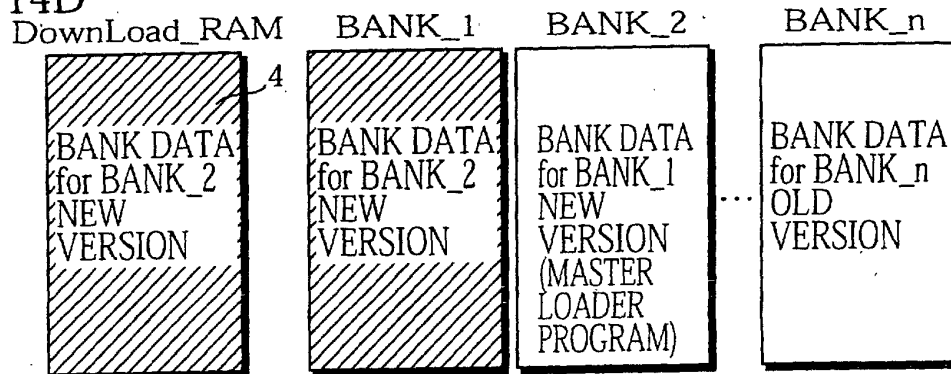 14D
DownLoad_RAM
4
BANK DATA
for BANK_2
NEW
VERSION
BANK_1
BANK DATA
for BANK_2
NEW
VERSION
BANK_2
BANK DATA
for BANK_1
NEW
VERSION
(MASTER
LOADER
PROGRAM)
...
BANK_n
BANK DATA
for BANK_n
OLD
VERSION